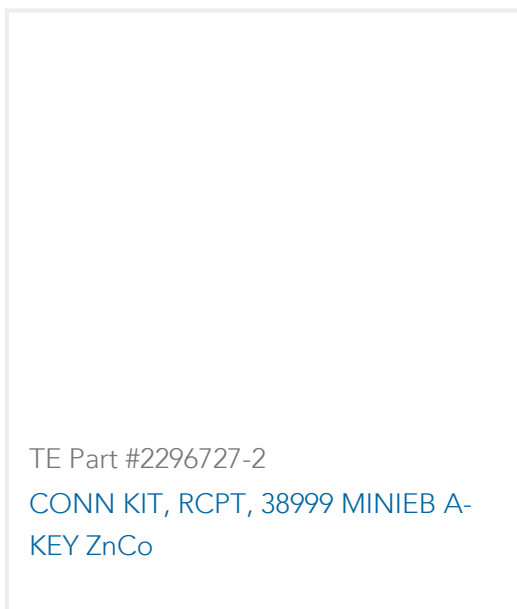 TE Part #2296727-2
CONN KIT, RCPT, 38999 MINIEB A-
KEY ZnCo